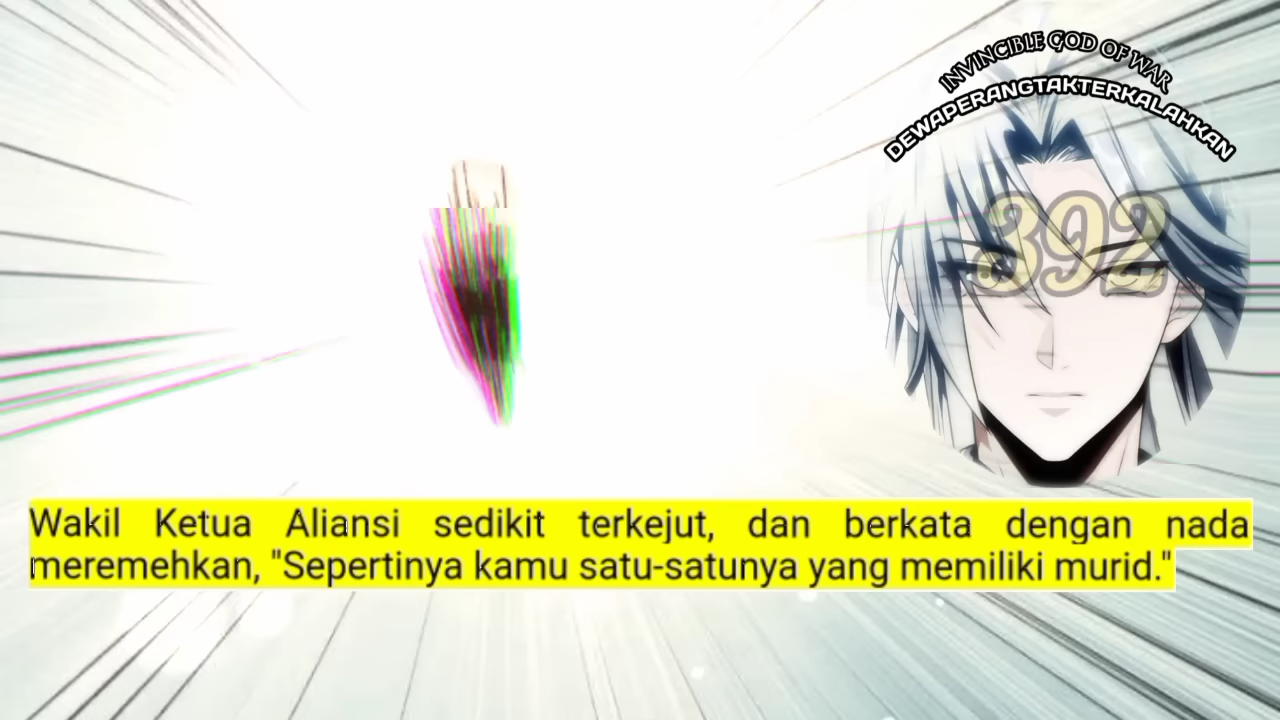 INVINCIBLE GOD OF WAR
DEWAPERANGTAKTERKALAHKAN
392
Wakil Ketua Aliansi sedikit terkejut, dan berkata dengan nada
meremehkan, "Sepertinya kamu satu-satunya yang memiliki murid."